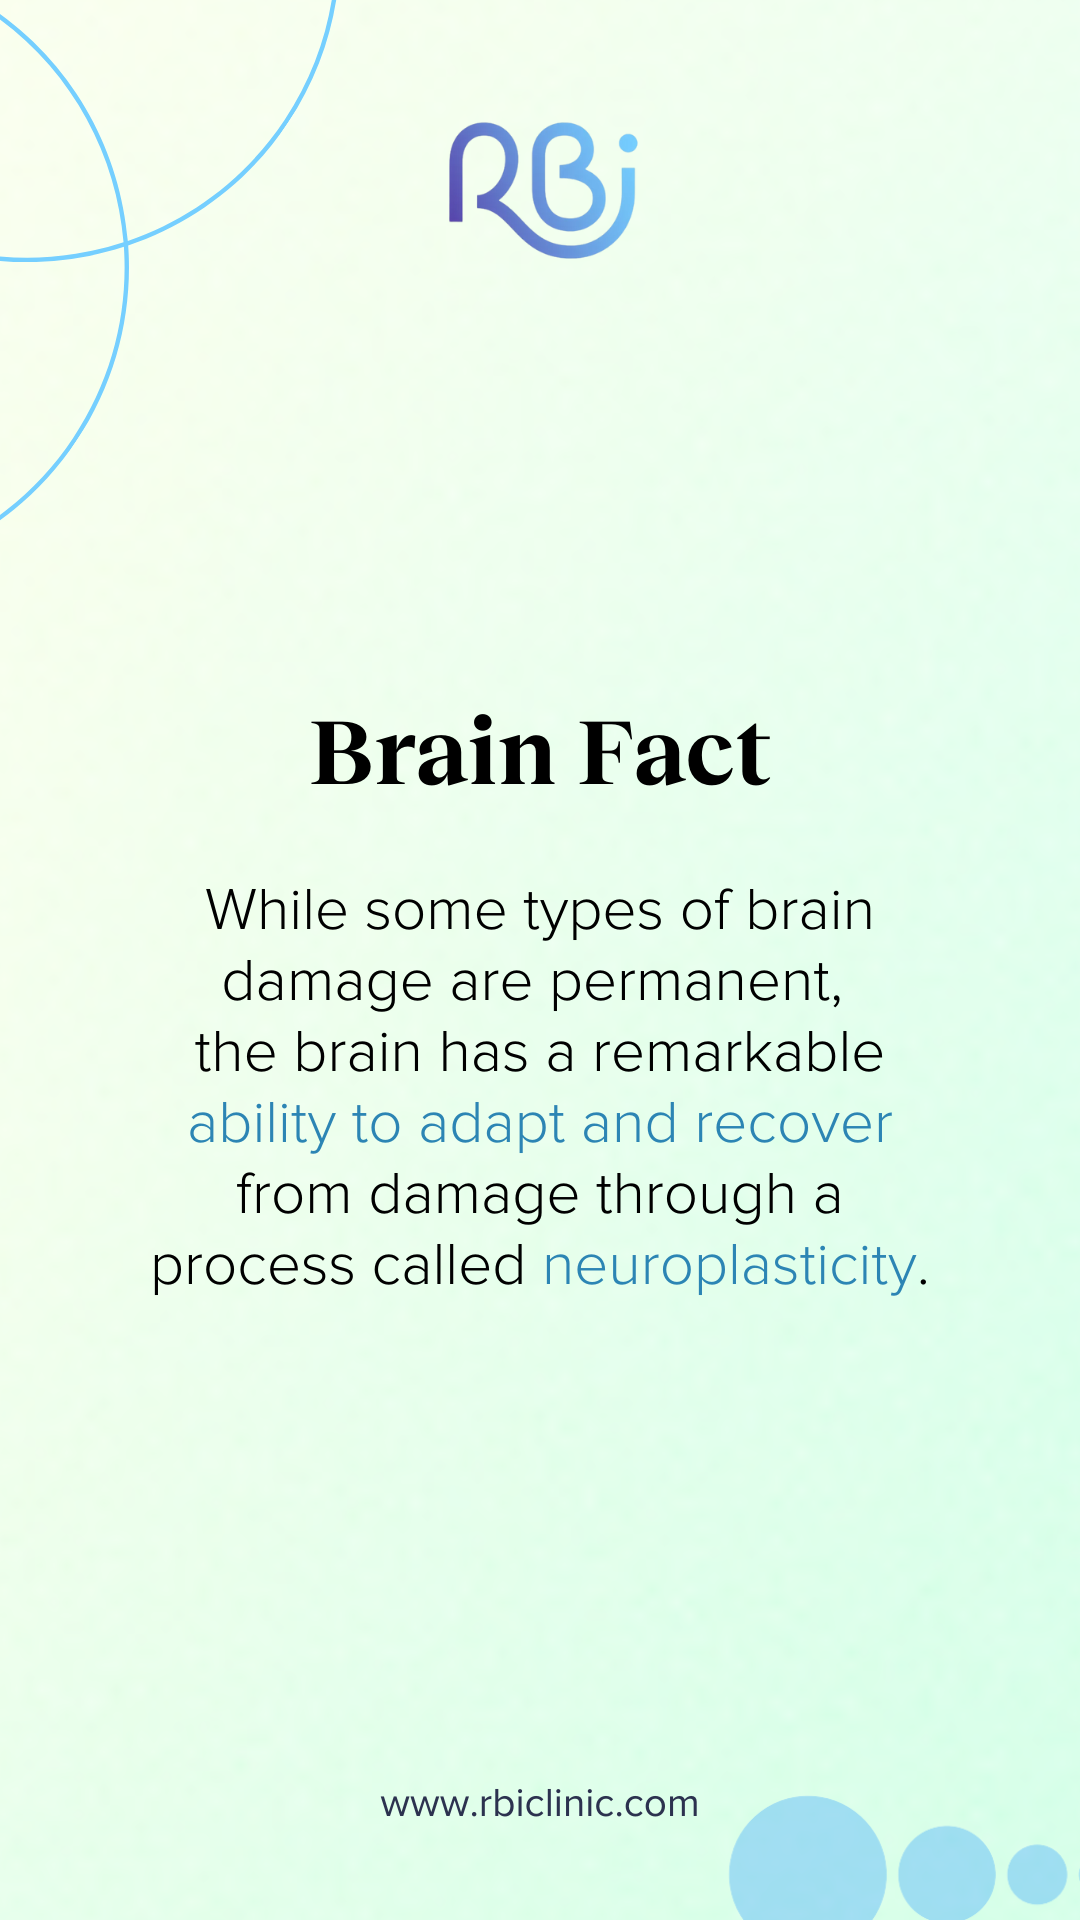 RBi
Brain Fact
While some types of brain
damage are permanent,
the brain has a remarkable
ability to adapt and recover
from damage through a
process called neuroplasticity.
www.rbiclinic.com